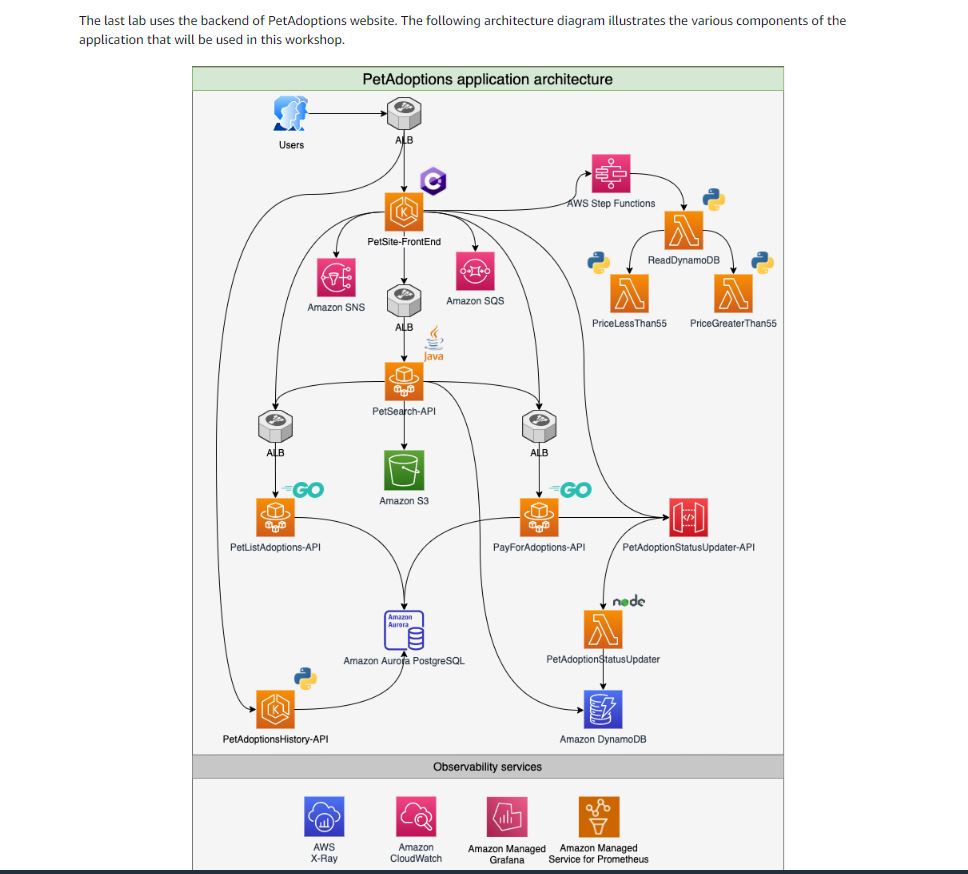 The last lab uses the backend of PetAdoptions website. The following architecture diagram illustrates the various components of the
application that will be used in this workshop.
PetAdoptions application architecture
Users
ALB
C
K
PetSite-FrontEnd
AWS Step Functions
ReadDynamoDB
PriceLessThan55
PriceGreaterThan55
Amazon SNS
ALB
Amazon SQS
Java
PetSearch-API
ALB
ALB
Amazon S3
GO
GO
PetListAdoptions-API
PayForAdoptions-API
</>
PetAdoptionStatusUpdater-API
node
Amazon
Aurora
Amazon Aurora PostgreSQL
PetAdoptionStatusUpdater
K
PetAdoptionsHistory-API
Amazon DynamoDB
Observability services
AWS
X-Ray
Amazon
CloudWatch
Amazon Managed
Grafana
Amazon Managed
Service for Prometheus